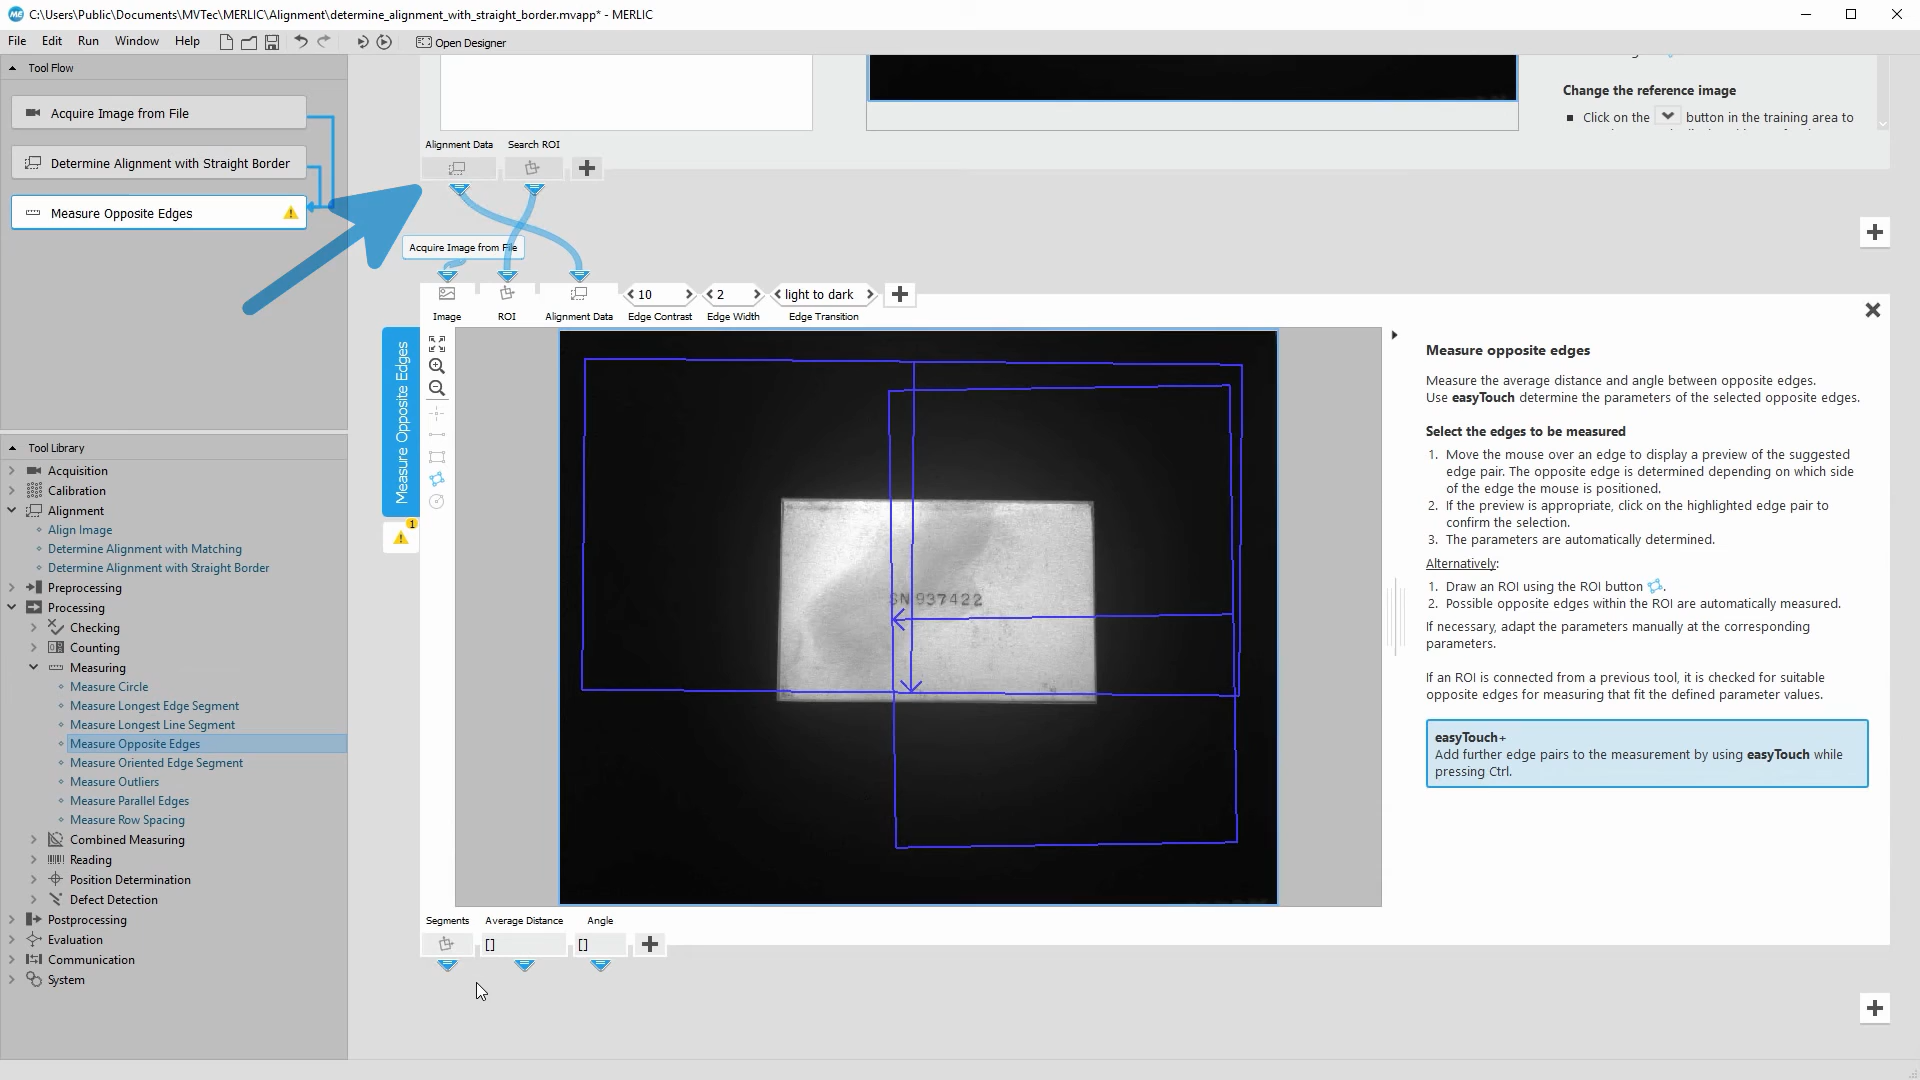 C:\Users\Public\Documents\MVTec\MERLIC\Alignment\determine_alignment_with_straight_border.mvapp* - MERLIC
File Edit Run Window Help Open Designer
Tool Flow
Acquire Image from File
Determine Alignment with Straight Border
Measure Opposite Edges
Change the reference image
Click on the button in the training area to
Alignment Data Search ROI
Acquire Image from File
10 2 light to dark
Image ROI Alignment Data Edge Contrast Edge Width Edge Transition
Measure Opposite Edges
1
SN937422
Segments Average Distance Angle
[] []
Measure opposite edges
Measure the average distance and angle between opposite edges.
Use easyTouch determine the parameters of the selected opposite edges.
Select the edges to be measured
1. Move the mouse over an edge to display a preview of the suggested
edge pair. The opposite edge is determined depending on which side
of the edge the mouse is positioned.
2. If the preview is appropriate, click on the highlighted edge pair to
confirm the selection.
3. The parameters are automatically determined.
Alternatively:
1. Draw an ROI using the ROI button .
2. Possible opposite edges within the ROI are automatically measured.
If necessary, adapt the parameters manually at the corresponding
parameters.
If an ROI is connected from a previous tool, it is checked for suitable
opposite edges for measuring that fit the defined parameter values.
easyTouch+
Add further edge pairs to the measurement by using easyTouch while
pressing Ctrl.
Tool Library
Acquisition
Calibration
Alignment
Align Image
Determine Alignment with Matching
Determine Alignment with Straight Border
Preprocessing
Processing
Checking
Counting
Measuring
Measure Circle
Measure Longest Edge Segment
Measure Longest Line Segment
Measure Opposite Edges
Measure Oriented Edge Segment
Measure Outliers
Measure Parallel Edges
Measure Row Spacing
Combined Measuring
Reading
Position Determination
Defect Detection
Postprocessing
Evaluation
Communication
System